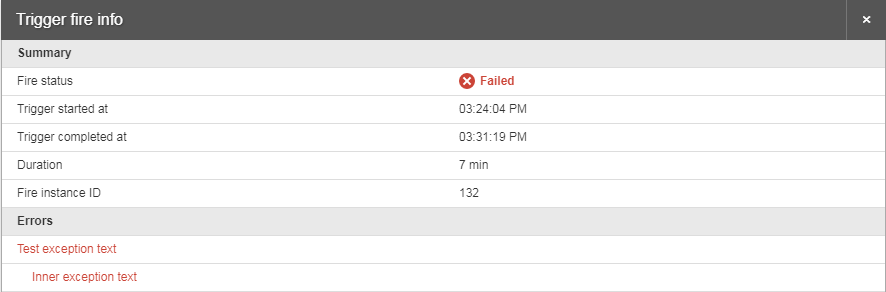 Trigger fire info
Summary
Fire status Failed
Trigger started at 03:24:04 PM
Trigger completed at 03:31:19 PM
Duration 7 min
Fire instance ID 132
Errors
Test exception text
Inner exception text